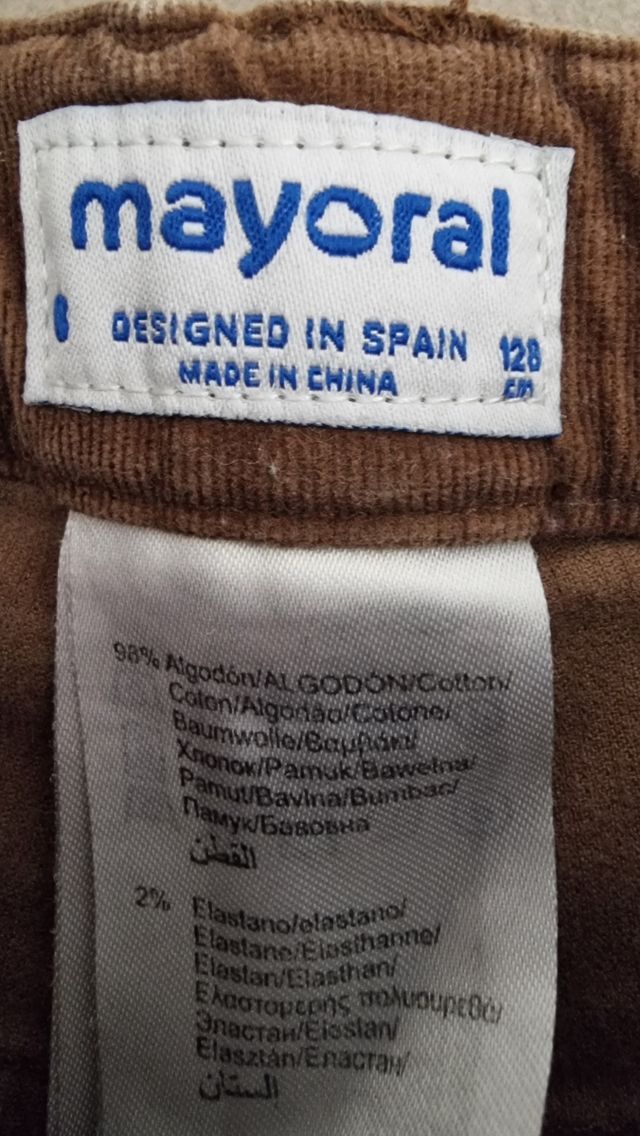 mayoral
8 DESIGNED IN SPAIN 128
MADE IN CHINA cm
98% Algodón/ALGODÓN/Cotton/
Coton/Algodão/Cotone/
Baumwolle/Βαμβάκι/
Хлопок/Pamuk/Bawełna/
Pamut/Bavlna/Bumbac/
Памук/Бавовна
القطن
2% Elastano/elastano/
Elastane/Elasthanne/
Elastan/Elasthan/
Ελαστομερής πολυουρεθά/
Эластан/Elastan/
Elasztán/Еластан/
الستان